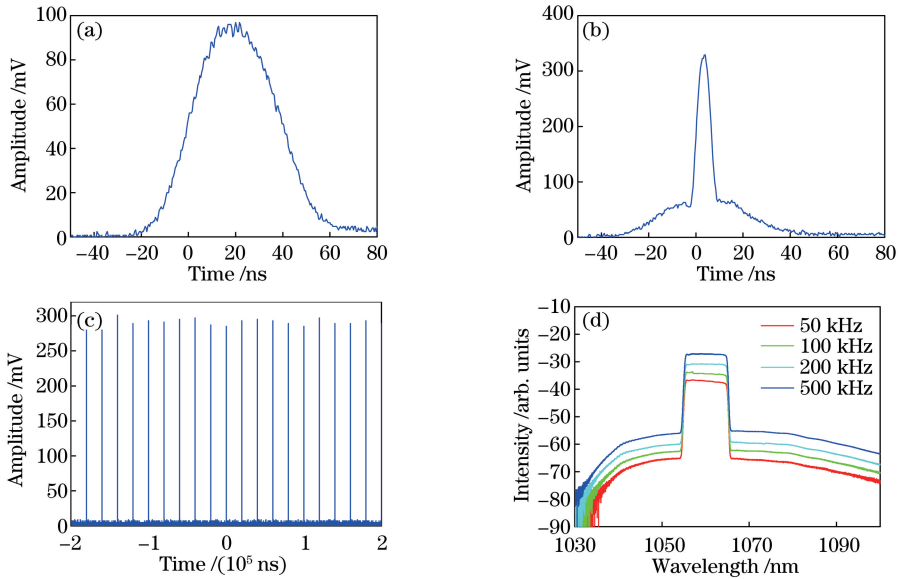 (a)
Amplitude /mV
100
80
60
40
20
0
−40 −20 0 20 40 60 80
Time /ns
(b)
Amplitude /mV
400
300
200
100
0
−40 −20 0 20 40 60 80
Time /ns
(c)
Amplitude /mV
300
250
200
150
100
50
0
−2 −1 0 1 2
Time /(10⁵ ns)
(d)
Intensity /arb. units
−10
−20
−30
−40
−50
−60
−70
−80
−90
50 kHz
100 kHz
200 kHz
500 kHz
1030 1050 1070 1090
Wavelength /nm